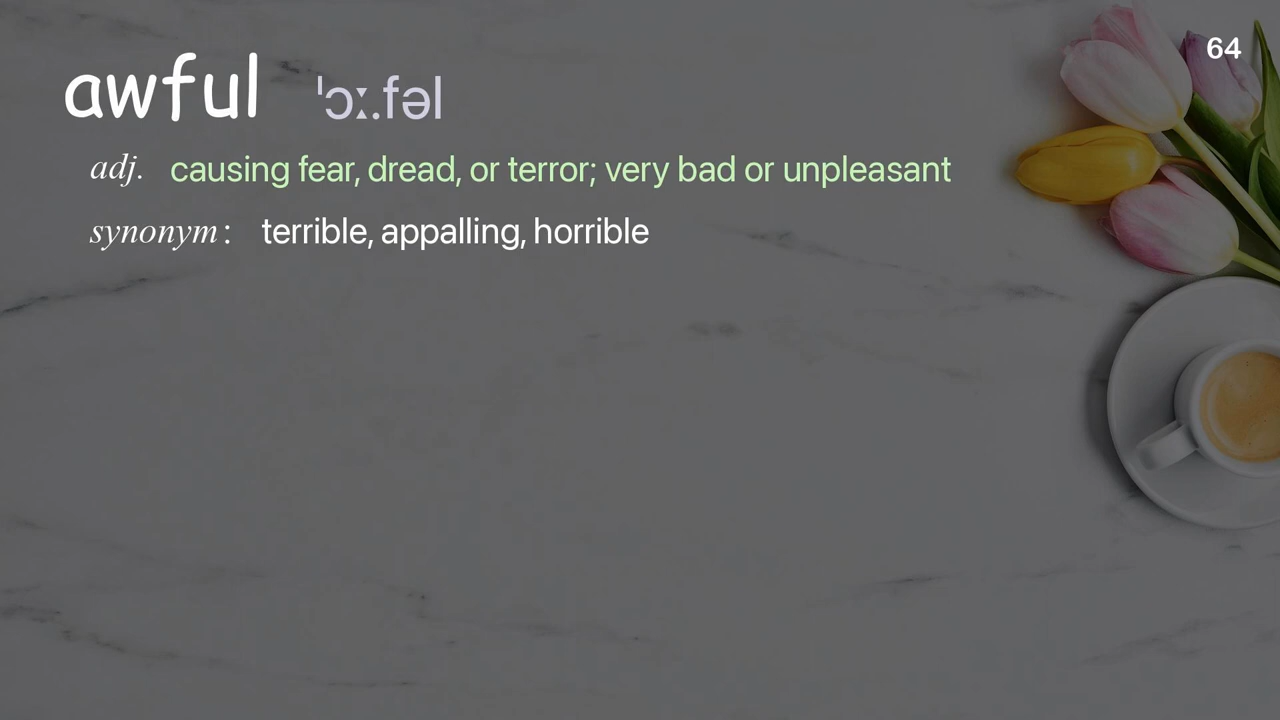 64
awful ˈɔː.fəl
adj. causing fear, dread, or terror; very bad or unpleasant
synonym: terrible, appalling, horrible